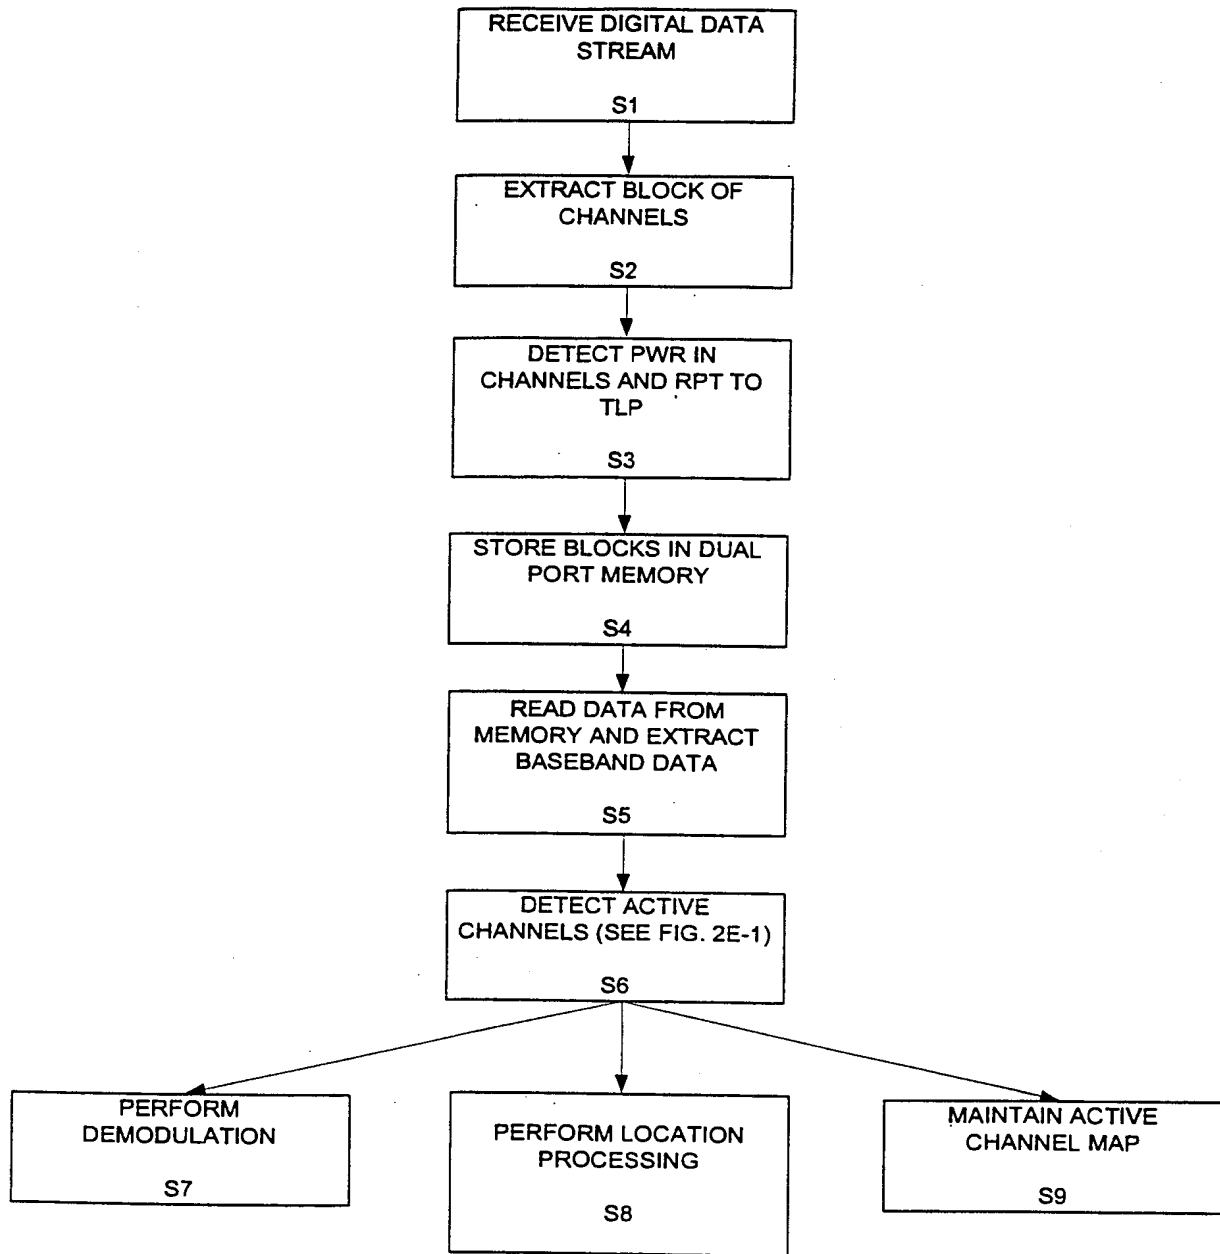 RECEIVE DIGITAL DATA
STREAM
S1
EXTRACT BLOCK OF
CHANNELS
S2
DETECT PWR IN
CHANNELS AND RPT TO
TLP
S3
STORE BLOCKS IN DUAL
PORT MEMORY
S4
READ DATA FROM
MEMORY AND EXTRACT
BASEBAND DATA
S5
DETECT ACTIVE
CHANNELS (SEE FIG. 2E-1)
S6
PERFORM
DEMODULATION
S7
PERFORM LOCATION
PROCESSING
S8
MAINTAIN ACTIVE
CHANNEL MAP
S9